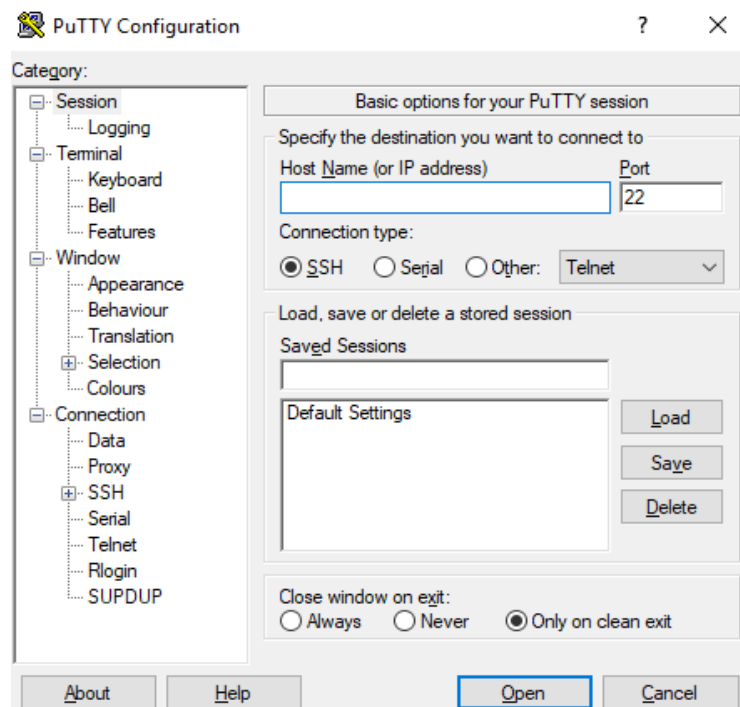 PuTTY Configuration ? ×
Category:
Session
Logging
Terminal
Keyboard
Bell
Features
Window
Appearance
Behaviour
Translation
Selection
Colours
Connection
Data
Proxy
SSH
Serial
Telnet
Rlogin
SUPDUP
Basic options for your PuTTY session
Specify the destination you want to connect to
Host Name (or IP address) Port
22
Connection type:
SSH Serial Other: Telnet
Load, save or delete a stored session
Saved Sessions
Default Settings
Load
Save
Delete
Close window on exit:
Always Never Only on clean exit
About Help Open Cancel